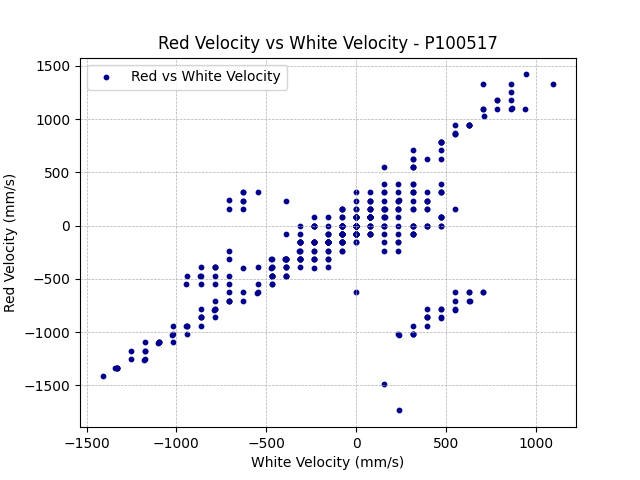 Red Velocity vs White Velocity - P100517
Red vs White Velocity
Red Velocity (mm/s)
1500
1000
500
0
−500
−1000
−1500
−1500 −1000 −500 0 500 1000
White Velocity (mm/s)